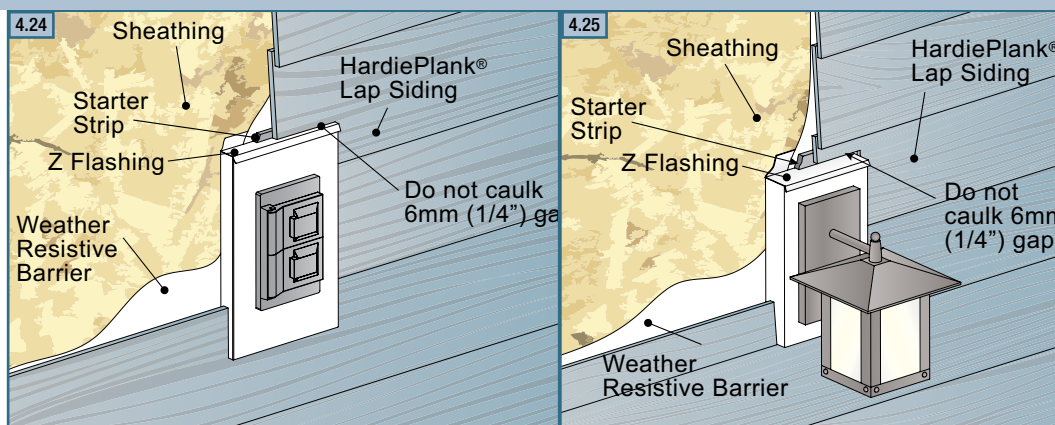 4.24
Sheathing
HardiePlank®
Lap Siding
Starter
Strip
Z Flashing
Do not caulk
6mm (1/4”) ga
Weather
Resistive
Barrier
4.25
Sheathing
HardiePlank®
Lap Siding
Starter
Strip
Z Flashing
Do not
caulk 6mm
(1/4”) gap
Weather
Resistive Barrier